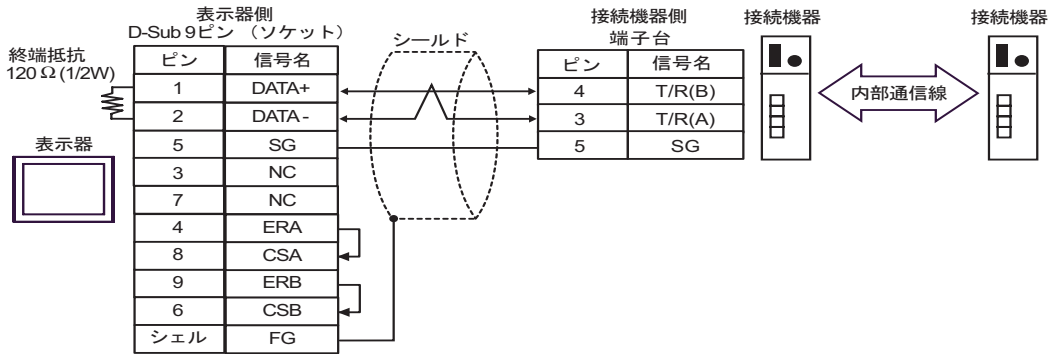 表示器側
D-Sub 9ピン （ソケット）
終端抵抗
120 Ω (1/2W)
表示器
ピン 信号名
1 DATA+
2 DATA-
5 SG
3 NC
7 NC
4 ERA
8 CSA
9 ERB
6 CSB
シェル FG
シールド
接続機器側
端子台
ピン 信号名
4 T/R(B)
3 T/R(A)
5 SG
接続機器
内部通信線
接続機器